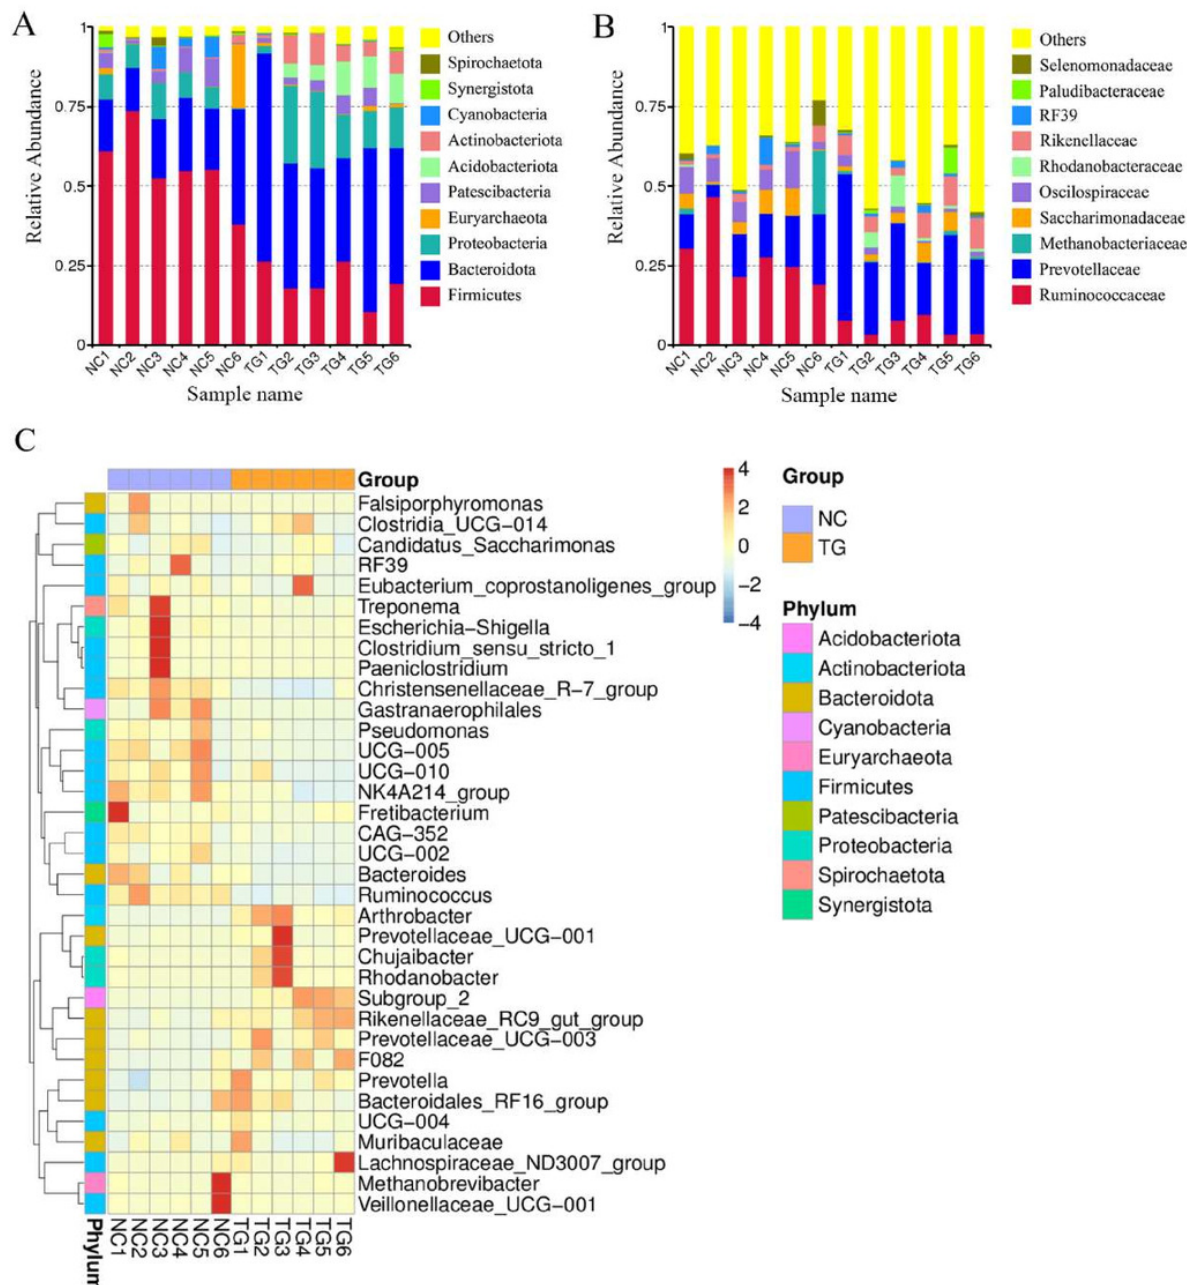 A
Relative Abundance
1
0.75
0.5
0.25
0
NC1
NC2
NC3
NC4
NC5
NC6
TG1
TG2
TG3
TG4
TG5
TG6
Sample name
Others
Spirochaetota
Synergistota
Cyanobacteria
Actinobacteriota
Acidobacteriota
Patescibacteria
Euryarchaeota
Proteobacteria
Bacteroidota
Firmicutes
B
Relative Abundance
1
0.75
0.5
0.25
0
NC1
NC2
NC3
NC4
NC5
NC6
TG1
TG2
TG3
TG4
TG5
TG6
Sample name
Others
Selenomonadaceae
Paludibacteraceae
RF39
Rikenellaceae
Rhodanobacteraceae
Oscilospiraceae
Saccharimonadaceae
Methanobacteriaceae
Prevotellaceae
Ruminococcaceae
C
Group
Falsiporphyromonas
Clostridia_UCG-014
Candidatus_Saccharimonas
RF39
Eubacterium_coprostanoligenes_group
Treponema
Escherichia-Shigella
Clostridium_sensu_stricto_1
Paeniclostridium
Christensenellaceae_R-7_group
Gastranaerophilales
Pseudomonas
UCG-005
UCG-010
NK4A214_group
Fretibacterium
CAG-352
UCG-002
Bacteroides
Ruminococcus
Arthrobacter
Prevotellaceae_UCG-001
Chujaibacter
Rhodanobacter
Subgroup_2
Rikenellaceae_RC9_gut_group
Prevotellaceae_UCG-003
F082
Prevotella
Bacteroidales_RF16_group
UCG-004
Muribaculaceae
Lachnospiraceae_ND3007_group
Methanobrevibacter
Veillonellaceae_UCG-001
Phylum
NC1
NC2
NC3
NC4
NC5
NC6
TG1
TG2
TG3
TG4
TG5
TG6
4
2
0
-2
-4
Group
NC
TG
Phylum
Acidobacteriota
Actinobacteriota
Bacteroidota
Cyanobacteria
Euryarchaeota
Firmicutes
Patescibacteria
Proteobacteria
Spirochaetota
Synergistota